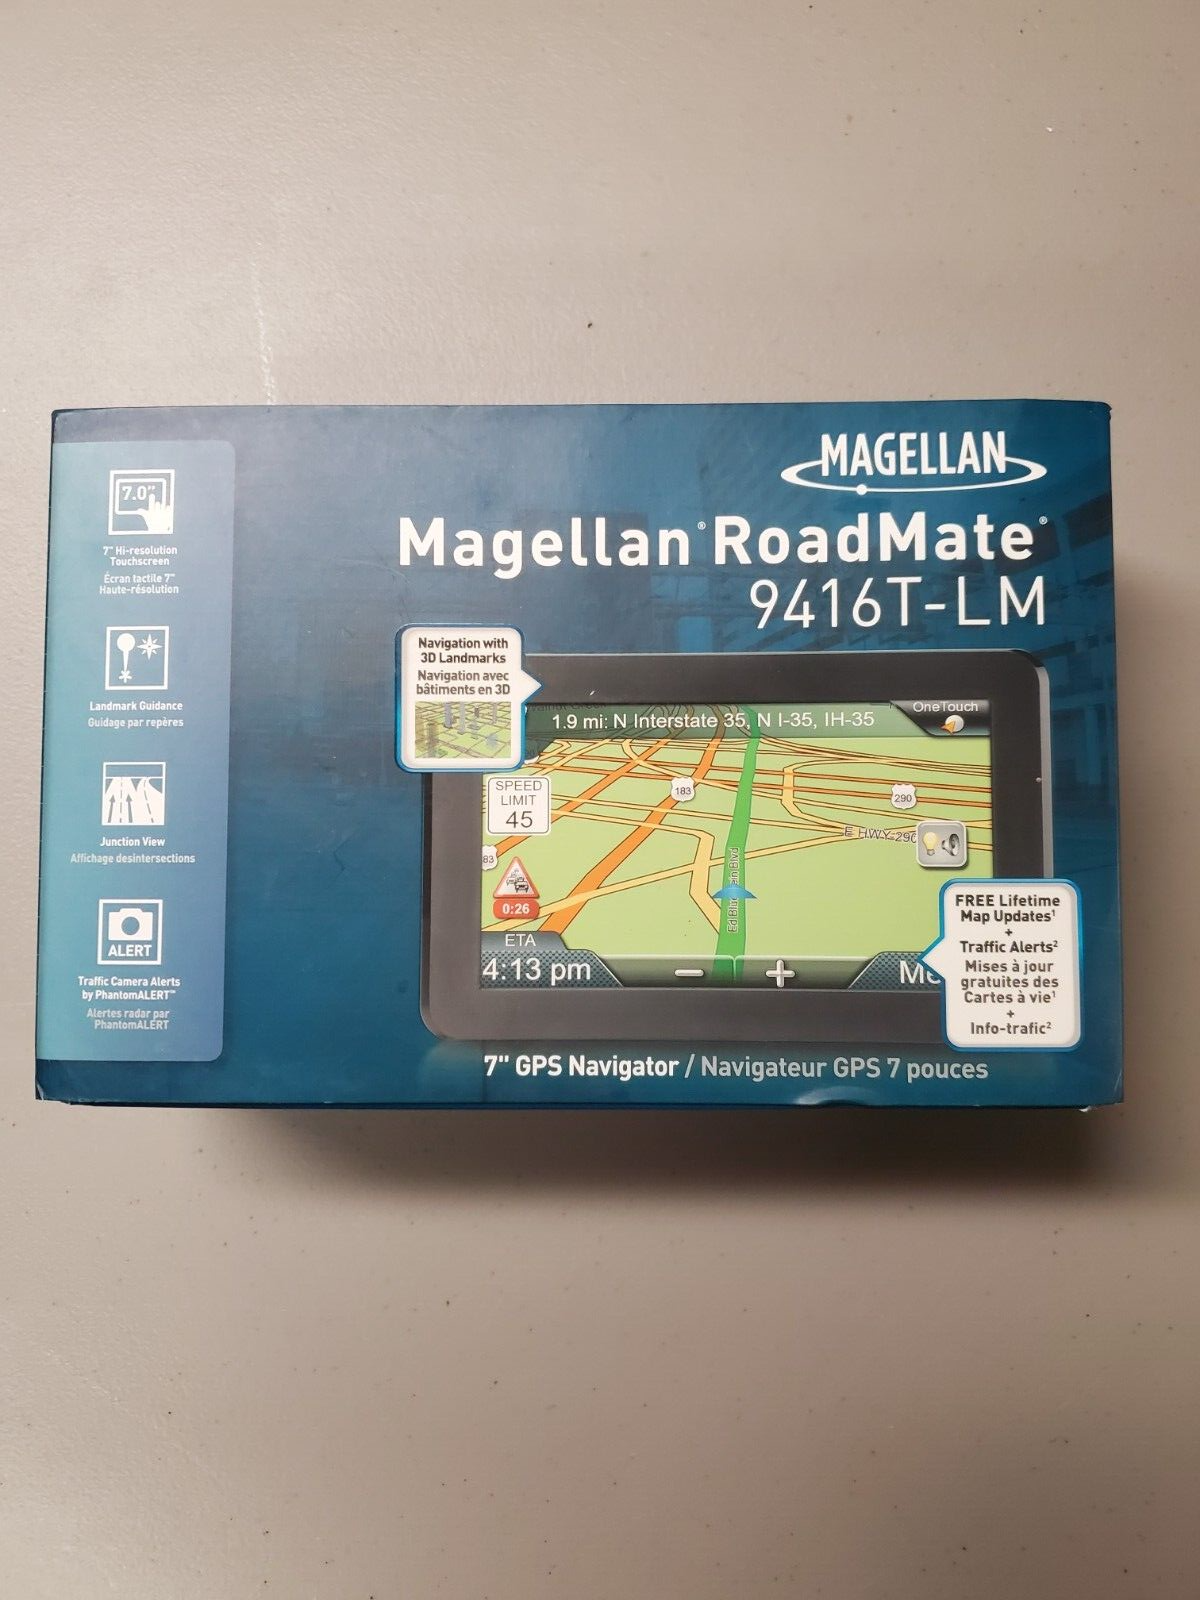 MAGELLAN
Magellan® RoadMate®
9416T-LM
7.0"
7" Hi-resolution
Touchscreen
Écran tactile 7"
Haute-résolution
Landmark Guidance
Guidage par repères
Junction View
Affichage desintersections
ALERT
Traffic Camera Alerts
by PhantomALERT™
Alertes radar par
PhantomALERT
Navigation with
3D Landmarks
Navigation avec
bâtiments en 3D
1.9 mi: N Interstate 35, N I-35, IH-35
OneTouch
SPEED
LIMIT
45
183
290
E HWY 290
83
0:26
Ed Blvd
ETA
4:13 pm
Me
FREE Lifetime
Map Updates¹
+
Traffic Alerts²
Mises à jour
gratuites des
Cartes à vie¹
+
Info-trafic²
7" GPS Navigator / Navigateur GPS 7 pouces